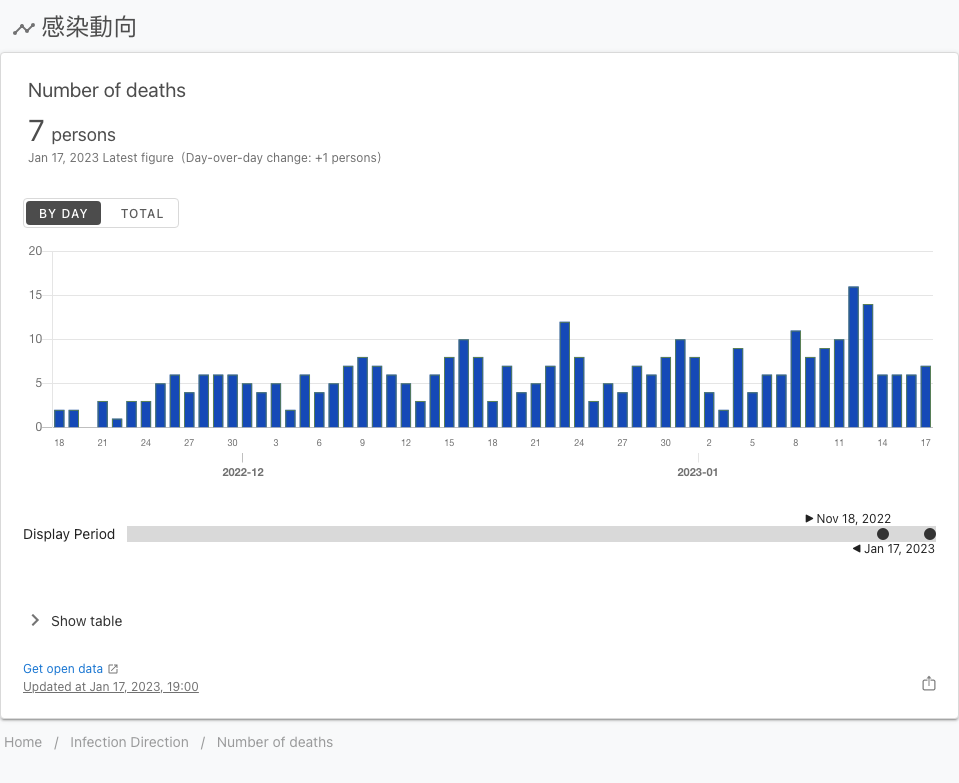 感染動向
Number of deaths
7 persons
Jan 17, 2023 Latest figure (Day-over-day change: +1 persons)
BY DAY TOTAL
20
15
10
5
0
18 21 24 27 30 3 6 9 12 15 18 21 24 27 30 2 5 8 11 14 17
2022-12 2023-01
Nov 18, 2022
Display Period
Jan 17, 2023
Show table
Get open data
Updated at Jan 17, 2023, 19:00
Home / Infection Direction / Number of deaths